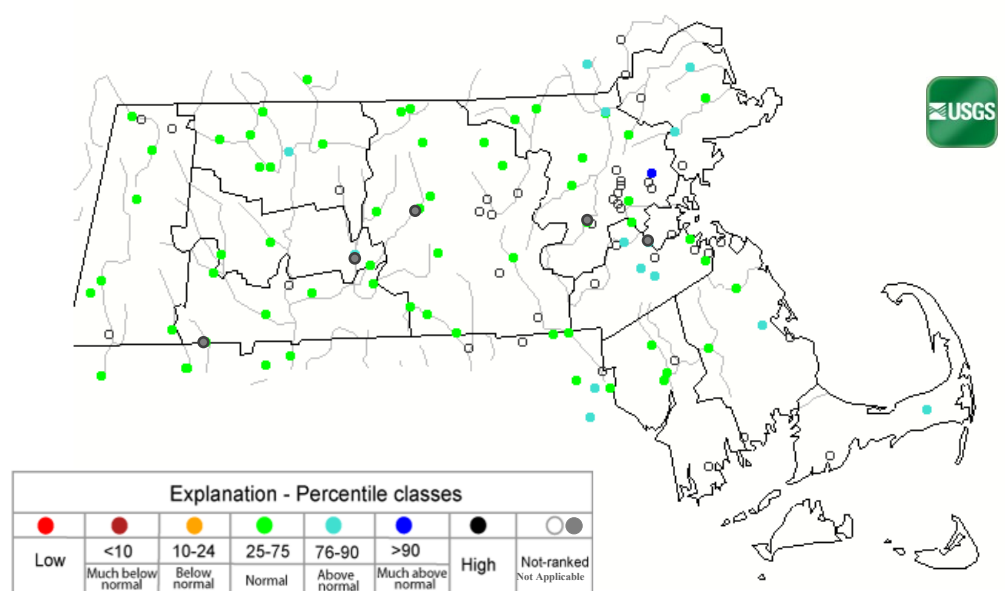 USGS
Explanation - Percentile classes
Low
<10
10-24
25-75
76-90
>90
High
Not-ranked
Much below normal
Below normal
Normal
Above normal
Much above normal
Not Applicable